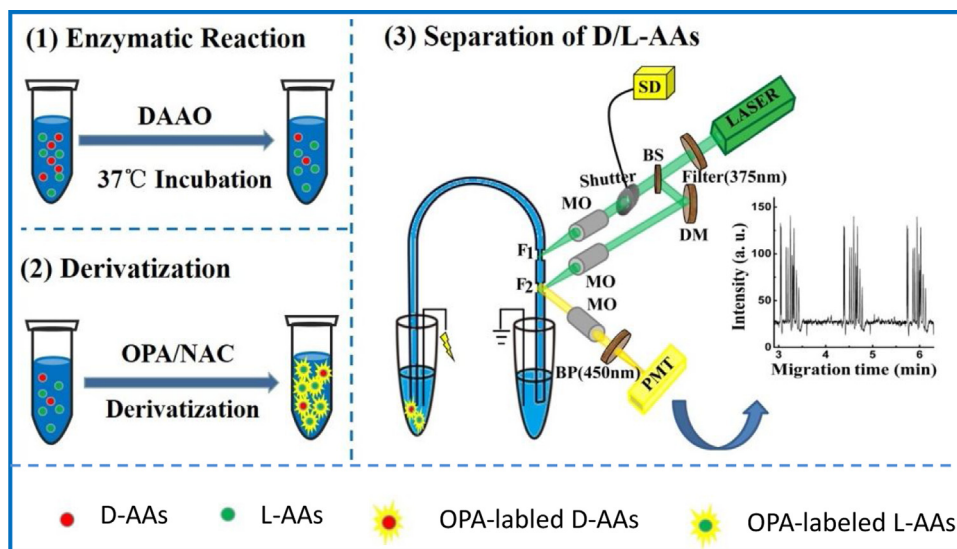 (1) Enzymatic Reaction
DAAO
37℃ Incubation
(2) Derivatization
OPA/NAC
Derivatization
(3) Separation of D/L-AAs
SD
LASER
BS
Shutter
Filter(375nm)
MO
DM
F1
MO
F2
MO
BP(450nm)
PMT
Intensity (a. u.)
150
100
50
0
3
4
5
6
Migration time (min)
D-AAs
L-AAs
OPA-labled D-AAs
OPA-labeled L-AAs